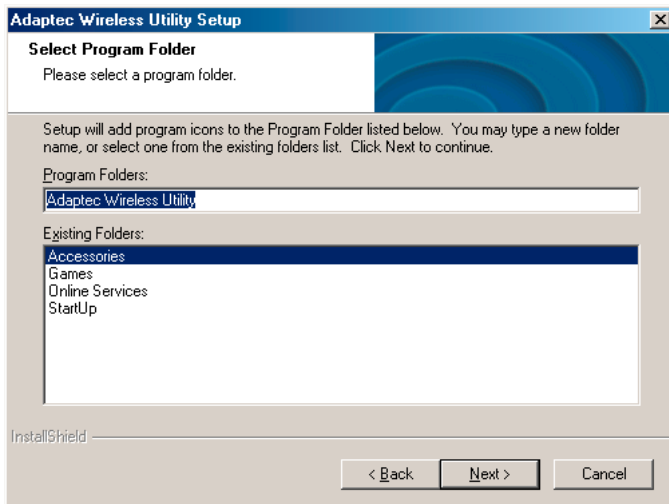 Adaptec Wireless Utility Setup
Select Program Folder
Please select a program folder.
Setup will add program icons to the Program Folder listed below. You may type a new folder
name, or select one from the existing folders list. Click Next to continue.
Program Folders:
Adaptec Wireless Utility
Existing Folders:
Accessories
Games
Online Services
StartUp
InstallShield
< Back Next > Cancel